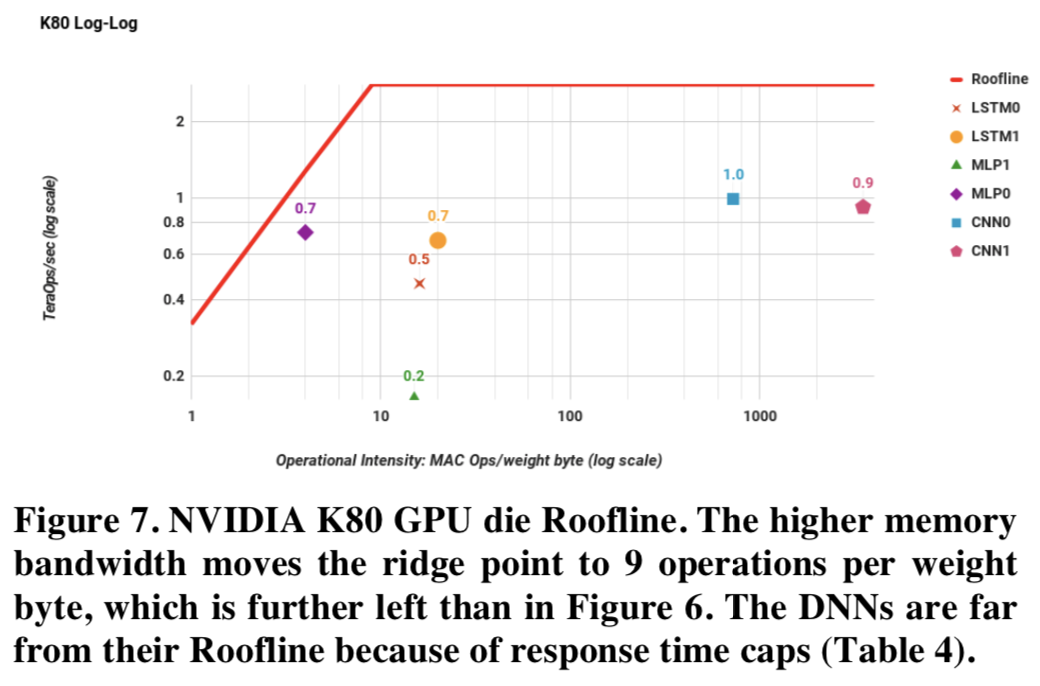 K80 Log-Log
TeraOps/sec (log scale)
2
1
0.8
0.6
0.4
0.2
0.7
0.7
0.5
0.2
1.0
0.9
1
10
100
1000
Operational Intensity: MAC Ops/weight byte (log scale)
Roofline
LSTM0
LSTM1
MLP1
MLP0
CNN0
CNN1
Figure 7. NVIDIA K80 GPU die Roofline. The higher memory
bandwidth moves the ridge point to 9 operations per weight
byte, which is further left than in Figure 6. The DNNs are far
from their Roofline because of response time caps (Table 4).